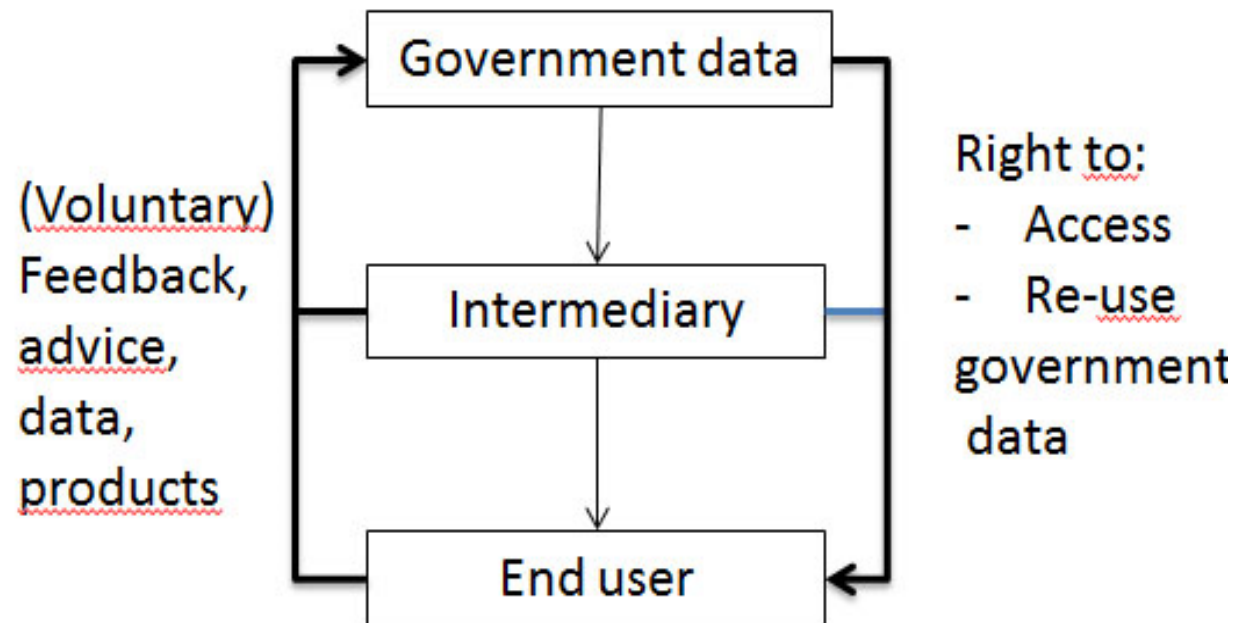 Government data
(Voluntary)
Feedback,
advice,
data,
products
Intermediary
Right to:
- Access
- Re-use
government
data
End user